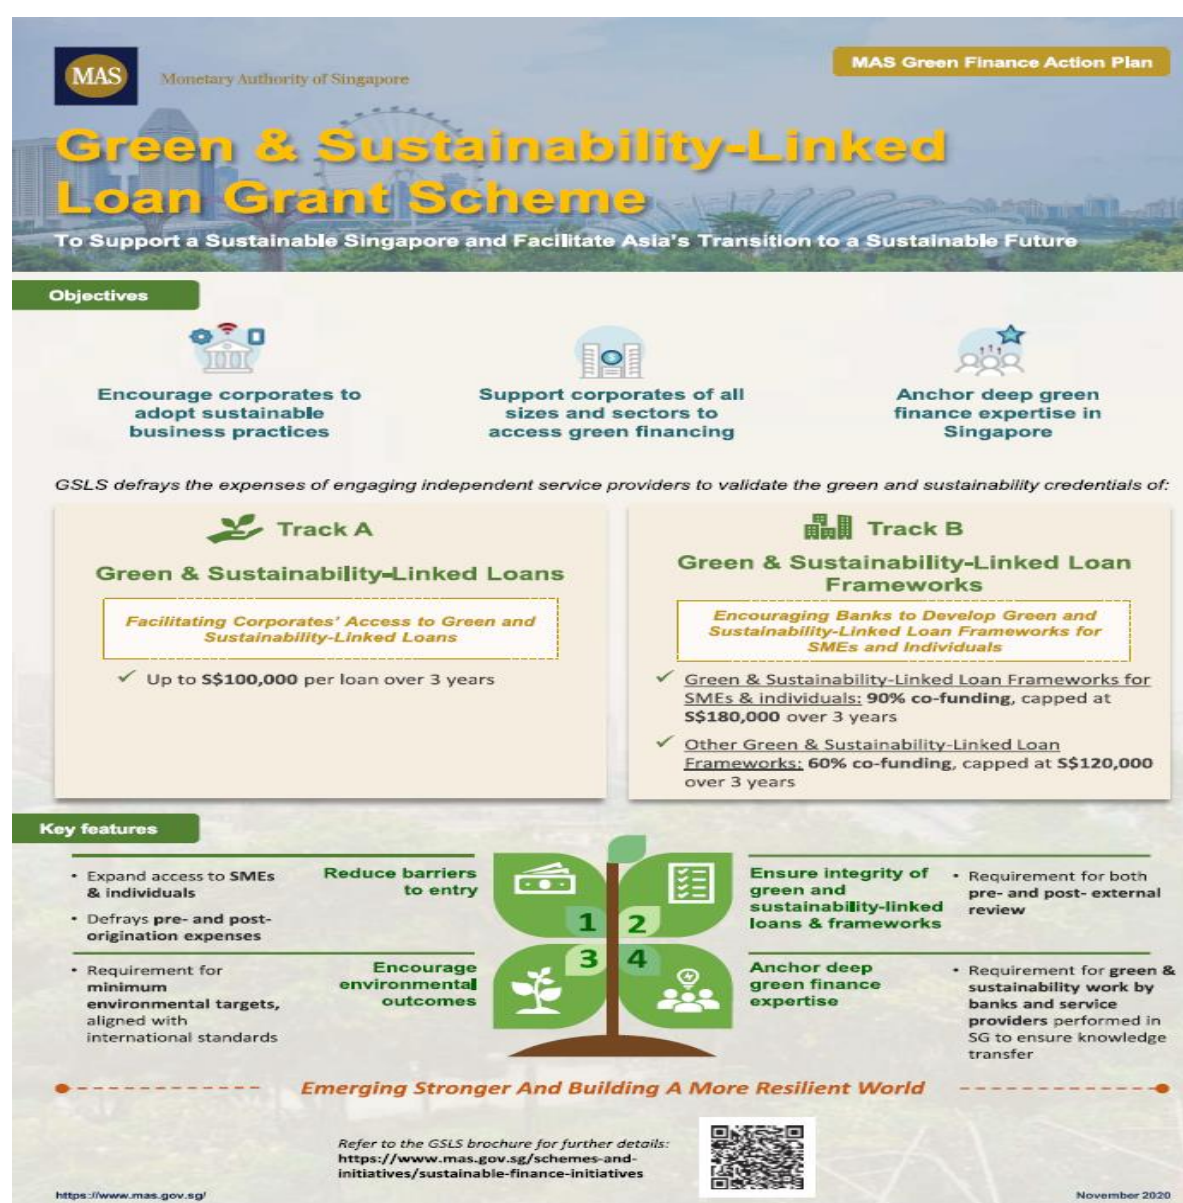 MAS
Monetary Authority of Singapore
MAS Green Finance Action Plan
Green & Sustainability-Linked
Loan Grant Scheme
To Support a Sustainable Singapore and Facilitate Asia's Transition to a Sustainable Future
Objectives
Encourage corporates to
adopt sustainable
business practices
Support corporates of all
sizes and sectors to
access green financing
Anchor deep green
finance expertise in
Singapore
GSLS defrays the expenses of engaging independent service providers to validate the green and sustainability credentials of:
Track A
Green & Sustainability-Linked Loans
Facilitating Corporates' Access to Green and
Sustainability-Linked Loans
✓ Up to S$100,000 per loan over 3 years
Track B
Green & Sustainability-Linked Loan
Frameworks
Encouraging Banks to Develop Green and
Sustainability-Linked Loan Frameworks for
SMEs and Individuals
✓ Green & Sustainability-Linked Loan Frameworks for
SMEs & individuals: 90% co-funding, capped at
S$180,000 over 3 years
✓ Other Green & Sustainability-Linked Loan
Frameworks: 60% co-funding, capped at S$120,000
over 3 years
Key features
• Expand access to SMEs
& individuals
• Defrays pre- and post-
origination expenses
Reduce barriers
to entry
1
2
Ensure integrity of
green and
sustainability-linked
loans & frameworks
• Requirement for both
pre- and post- external
review
• Requirement for
minimum
environmental targets,
aligned with
international standards
Encourage
environmental
outcomes
3
4
Anchor deep
green finance
expertise
• Requirement for green &
sustainability work by
banks and service
providers performed in
SG to ensure knowledge
transfer
Emerging Stronger And Building A More Resilient World
Refer to the GSLS brochure for further details:
https://www.mas.gov.sg/schemes-and-
initiatives/sustainable-finance-initiatives
https://www.mas.gov.sg/
November 2020